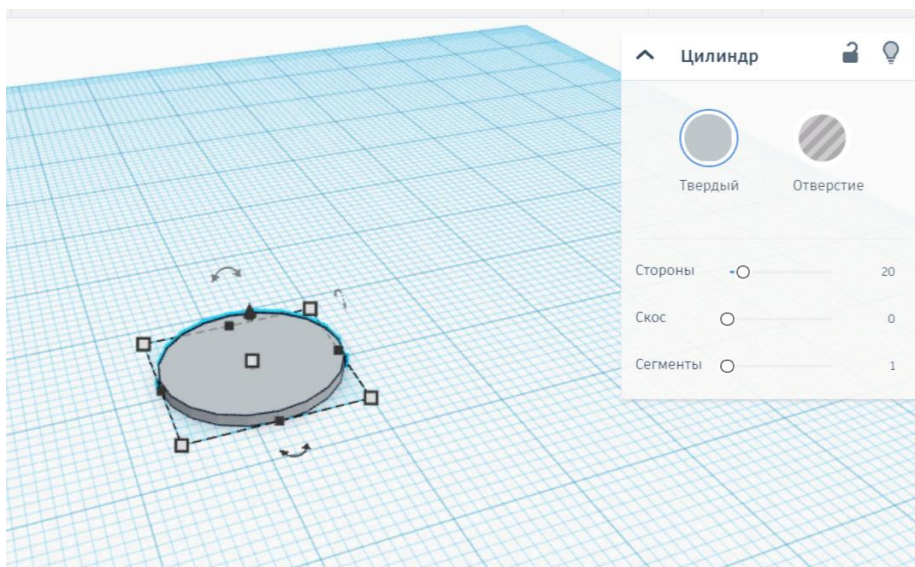 Цилиндр
Твердый
Отверстие
Стороны 20
Скос 0
Сегменты 1